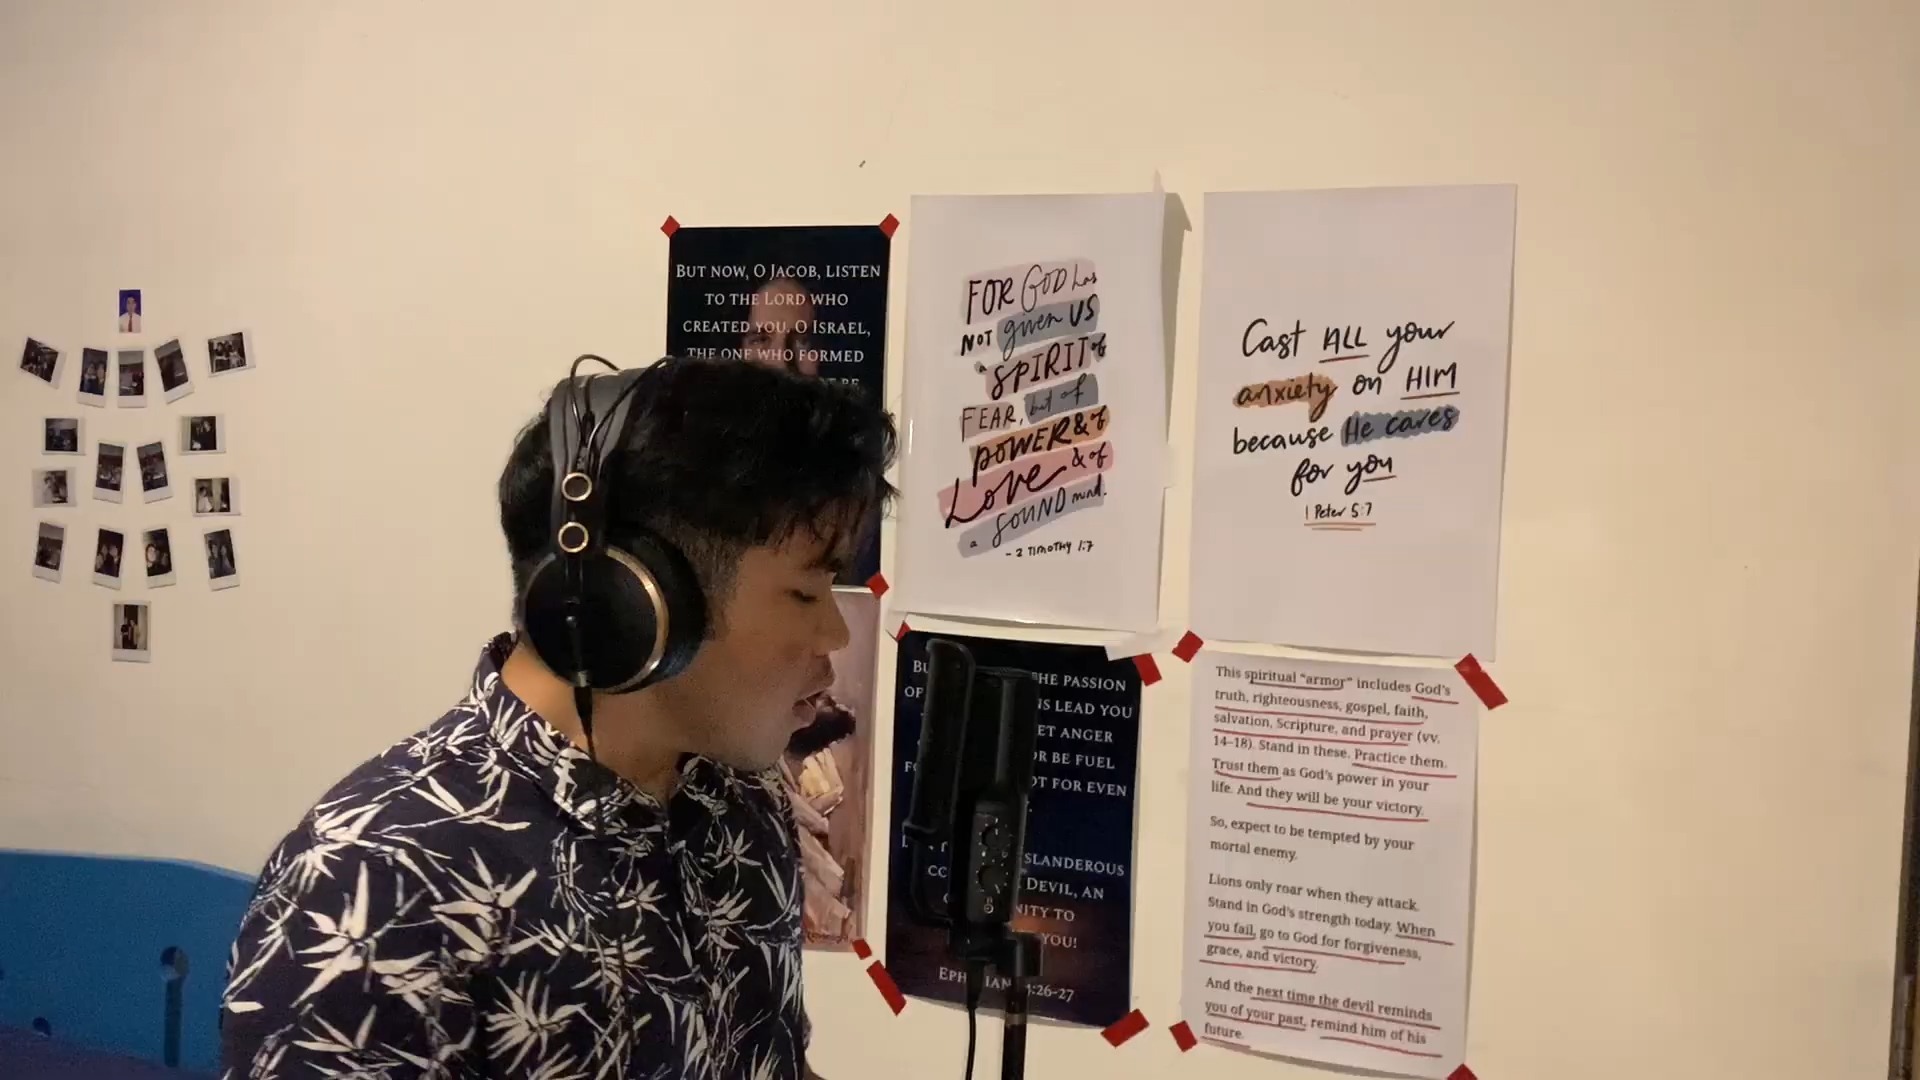 BUT NOW, O JACOB, LISTEN
TO THE LORD WHO
CREATED YOU. O ISRAEL,
THE ONE WHO FORMED
BE
FOR GOD has
NOT given US
a SPIRIT of
FEAR, but of
POWER & of
Love & of
a SOUND mind.
- 2 TIMOTHY 1:7
Cast ALL your
anxiety on HIM
because He cares
for you
1 Peter 5:7
THE PASSION
LEAD YOU
ANGER
BE FUEL
FOR EVEN
SLANDEROUS
DEVIL, AN
TO
YOU!
4:26-27
This spiritual "armor" includes God's
truth, righteousness, gospel, faith,
salvation, Scripture, and prayer (vv.
14–18). Stand in these. Practice them.
Trust them as God's power in your
life. And they will be your victory.
So, expect to be tempted by your
mortal enemy.
Lions only roar when they attack.
Stand in God's strength today. When
you fail, go to God for forgiveness,
grace, and victory.
And the next time the devil reminds
you of your past, remind him of his
future.